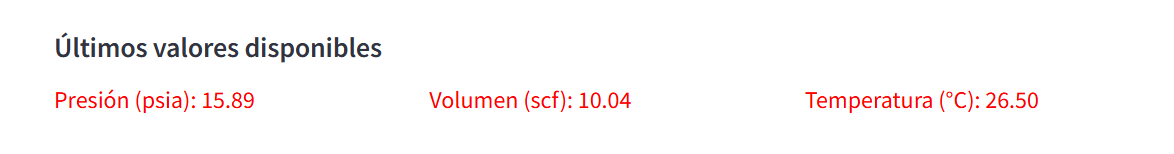 Últimos valores disponibles
Presión (psia): 15.89 Volumen (scf): 10.04 Temperatura (°C): 26.50